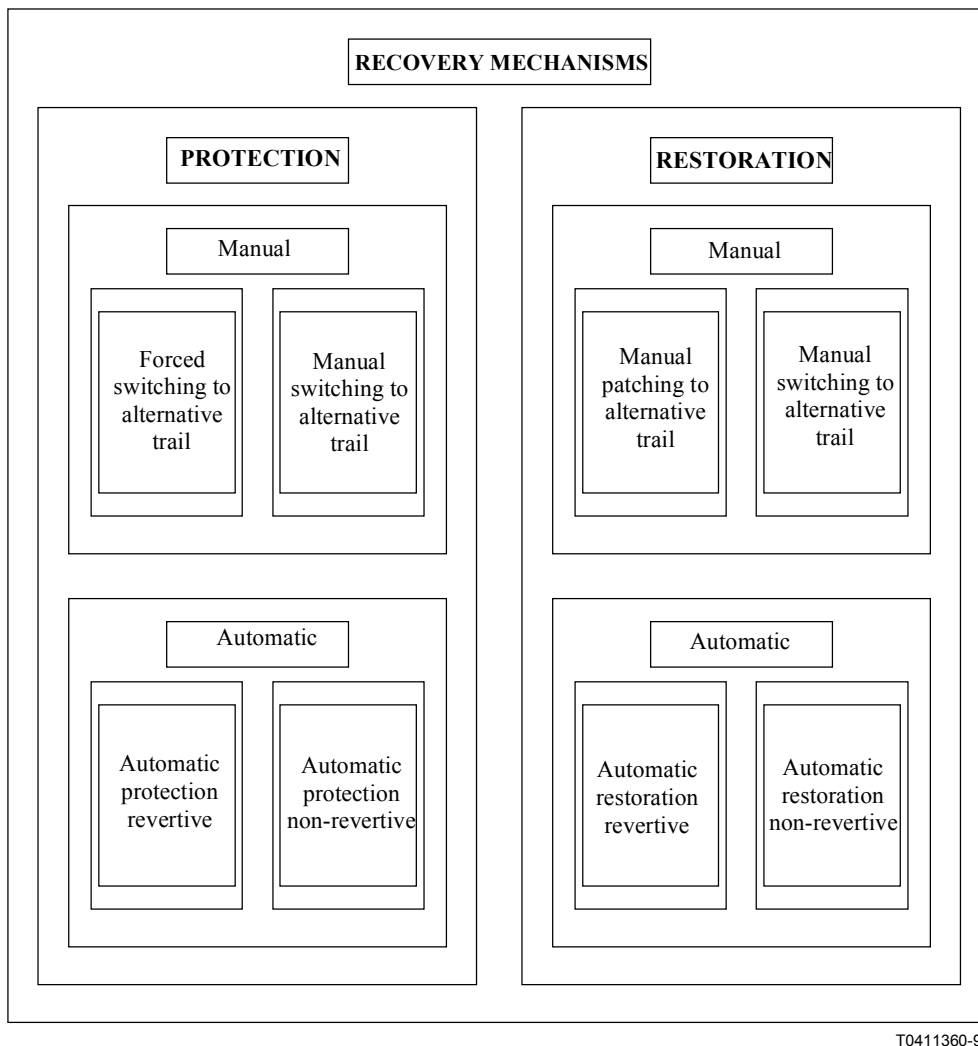 RECOVERY MECHANISMS
PROTECTION
Manual
Forced
switching to
alternative
trail
Manual
switching to
alternative
trail
Automatic
Automatic
protection
revertive
Automatic
protection
non-revertive
RESTORATION
Manual
Manual
patching to
alternative
trail
Manual
switching to
alternative
trail
Automatic
Automatic
restoration
revertive
Automatic
restoration
non-revertive
T0411360-9